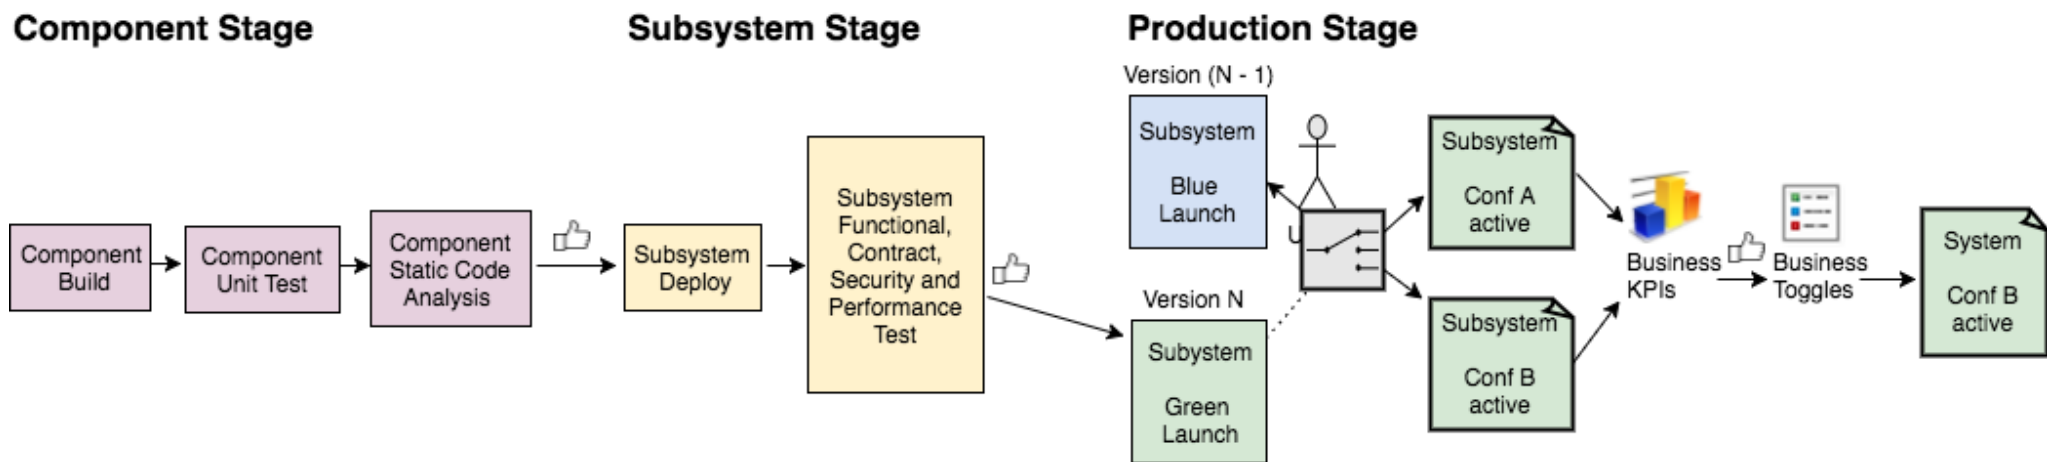 Component Stage
Subsystem Stage
Production Stage
Component
Build
Component
Unit Test
Component
Static Code
Analysis
Subsystem
Deploy
Subsystem
Functional,
Contract,
Security and
Performance
Test
Version (N - 1)
Subsystem
Blue
Launch
Version N
Subystem
Green
Launch
U
Subsystem
Conf A
active
Subsystem
Conf B
active
Business
KPIs
Business
Toggles
System
Conf B
active